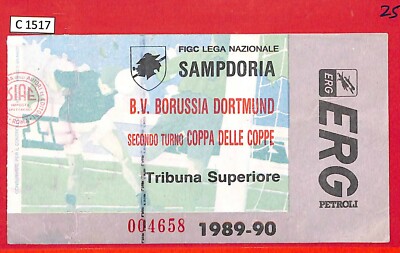 C 1517
25
FIGC LEGA NAZIONALE
SAMPDORIA
B.V. BORUSSIA DORTMUND
SECONDO TURNO COPPA DELLE COPPE
Tribuna Superiore
004658
1989-90
SIAE
ERG
ERG
PETROLI